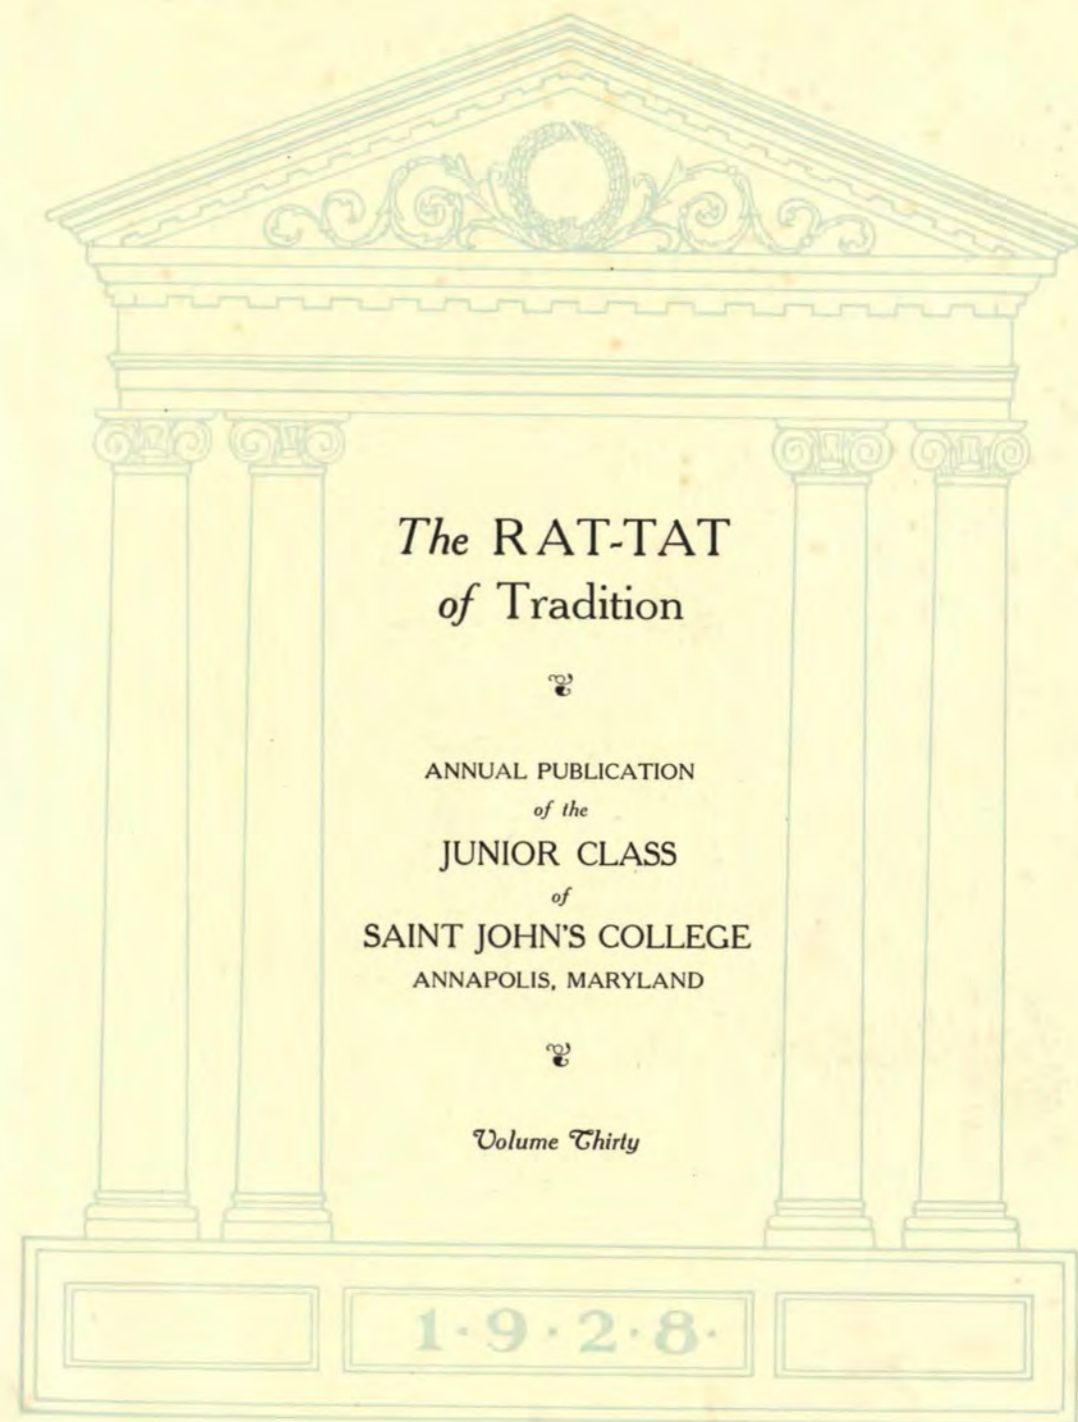 The RAT-TAT
of Tradition
ANNUAL PUBLICATION
of the
JUNIOR CLASS
of
SAINT JOHN'S COLLEGE
ANNAPOLIS, MARYLAND
Volume Thirty
1·9·2·8·